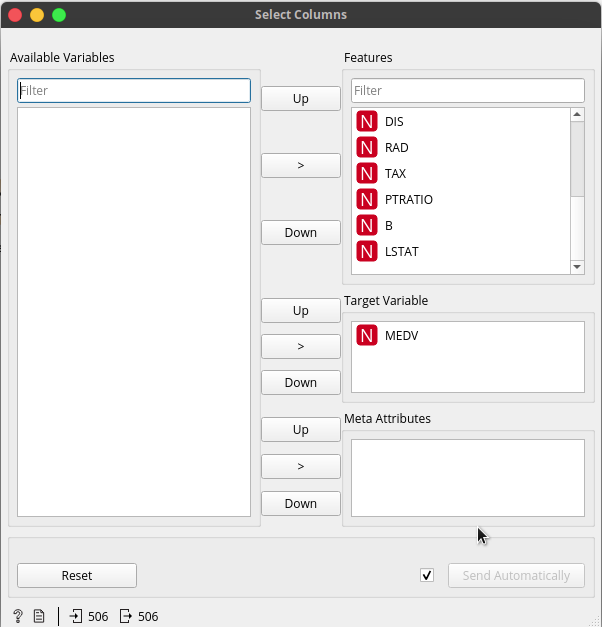 Select Columns
Available Variables
Filter
Up
>
Down
Up
>
Down
Up
>
Down
Features
Filter
N DIS
N RAD
N TAX
N PTRATIO
N B
N LSTAT
Target Variable
N MEDV
Meta Attributes
Reset
Send Automatically
? 506 506